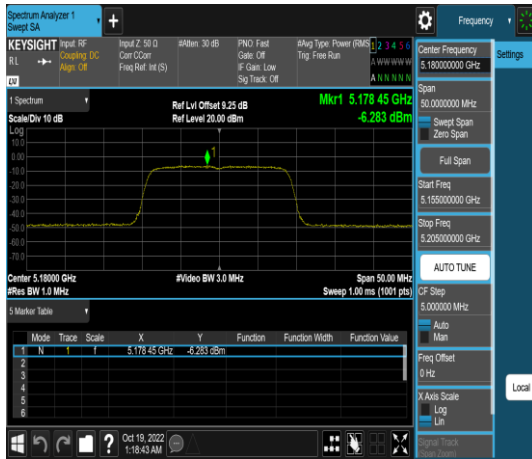 Spectrum Analyzer 1
Swept SA
+
Frequency
KEYSIGHT
RL
LXI
Input: RF
Coupling: DC
Align: Off
Input Z: 50 Ω
Corr CCorr
Freq Ref: Int (S)
#Atten: 30 dB
PNO: Fast
Gate: Off
IF Gain: Low
Sig Track: Off
#Avg Type: Power (RMS
Trig: Free Run
1 2 3 4 5 6
A W W W W W
A N N N N N
1 Spectrum
Scale/Div 10 dB
Ref Lvl Offset 9.25 dB
Ref Level 20.00 dBm
Mkr1 5.178 45 GHz
-6.283 dBm
Log
10.0
0.00
-10.0
-20.0
-30.0
-40.0
-50.0
-60.0
-70.0
1
Center 5.18000 GHz
#Res BW 1.0 MHz
#Video BW 3.0 MHz
Span 50.00 MHz
Sweep 1.00 ms (1001 pts)
5 Marker Table
Mode Trace Scale X Y Function Function Width Function Value
1 N 1 f 5.178 45 GHz -6.283 dBm
2
3
4
5
6
Oct 19, 2022
1:18:43 AM
Center Frequency
5.180000000 GHz
Span
50.0000000 MHz
Swept Span
Zero Span
Full Span
Start Freq
5.155000000 GHz
Stop Freq
5.205000000 GHz
AUTO TUNE
CF Step
5.000000 MHz
Auto
Man
Freq Offset
0 Hz
X Axis Scale
Log
Lin
Signal Track
(Span Zoom)
Settings
Local